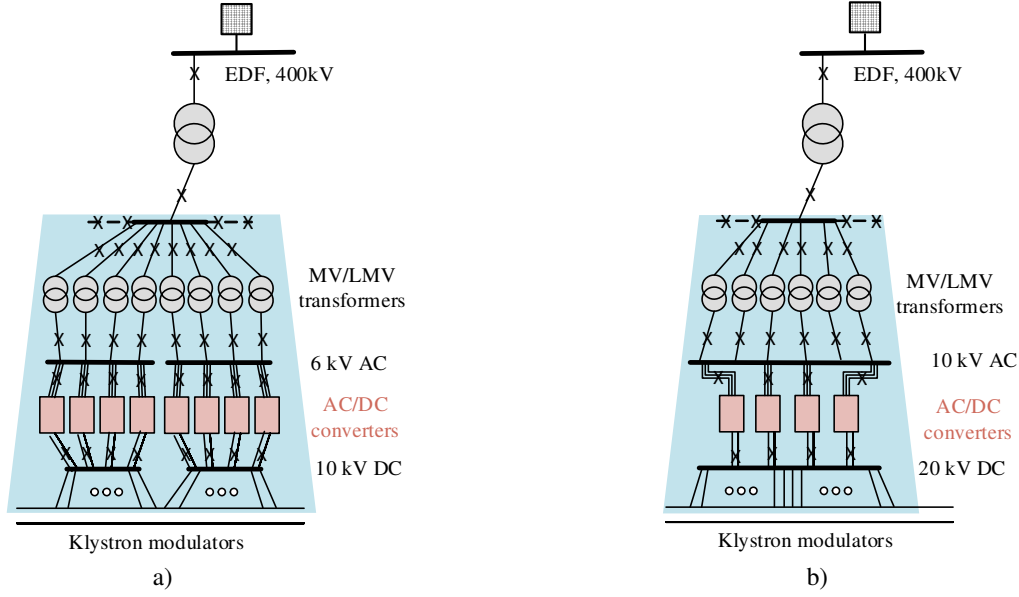 EDF, 400kV
MV/LMV
transformers
6 kV AC
AC/DC
converters
10 kV DC
Klystron modulators
a)
EDF, 400kV
MV/LMV
transformers
10 kV AC
AC/DC
converters
20 kV DC
Klystron modulators
b)